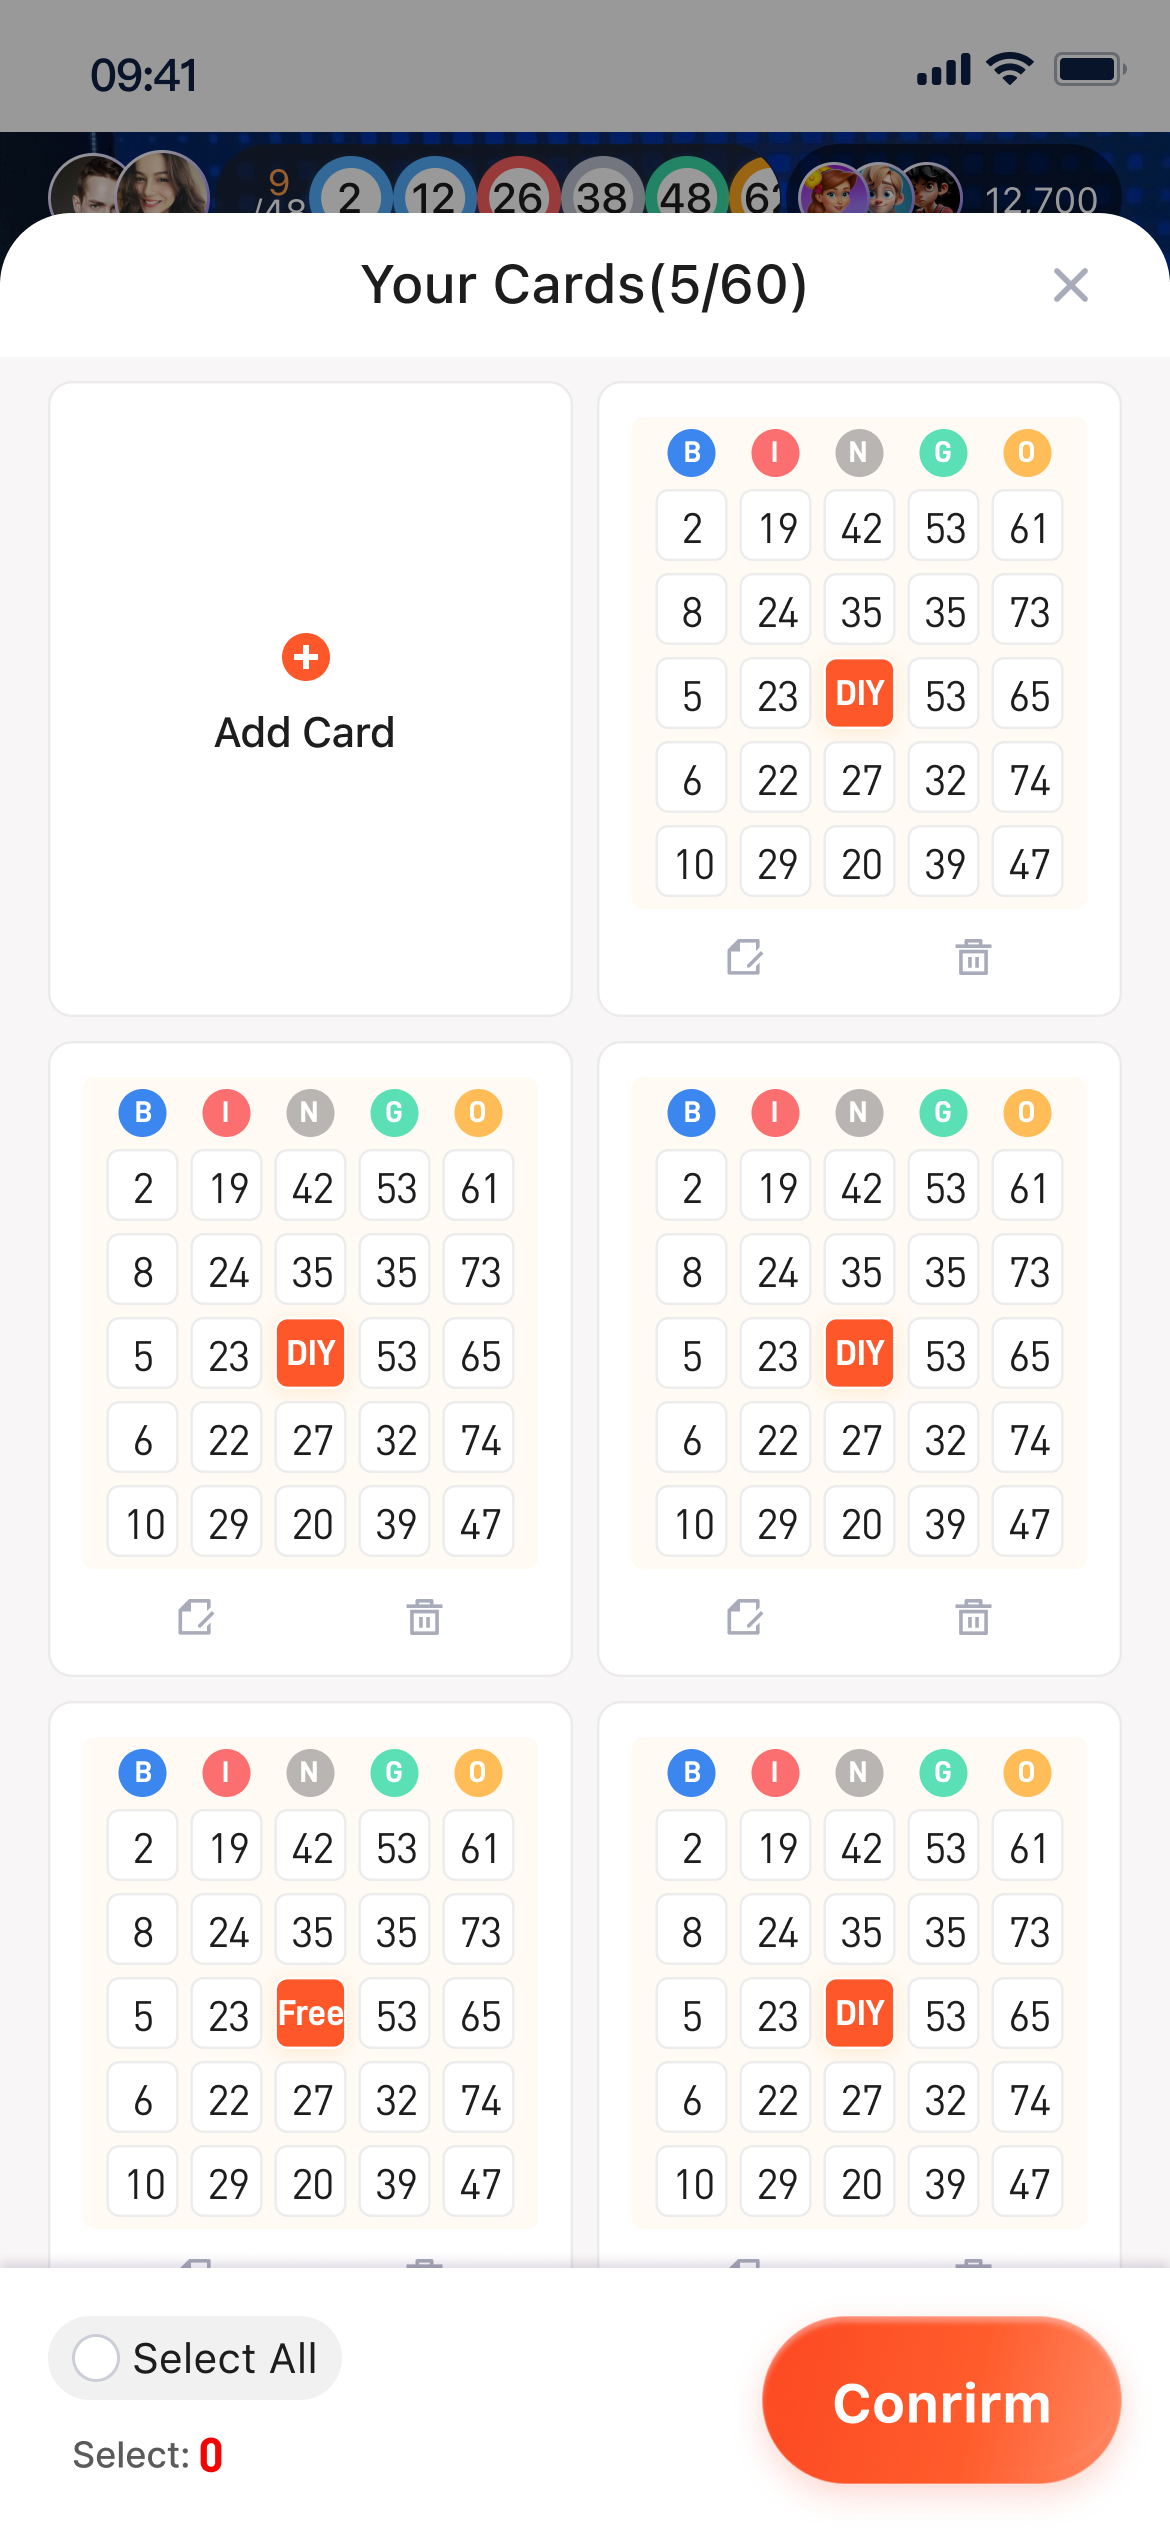 09:41
9
/48
2 12 26 38 48
12,700
Your Cards(5/60)
Add Card
B I N G O
2 19 42 53 61
8 24 35 35 73
5 23 DIY 53 65
6 22 27 32 74
10 29 20 39 47
B I N G O
2 19 42 53 61
8 24 35 35 73
5 23 DIY 53 65
6 22 27 32 74
10 29 20 39 47
B I N G O
2 19 42 53 61
8 24 35 35 73
5 23 DIY 53 65
6 22 27 32 74
10 29 20 39 47
B I N G O
2 19 42 53 61
8 24 35 35 73
5 23 Free 53 65
6 22 27 32 74
10 29 20 39 47
B I N G O
2 19 42 53 61
8 24 35 35 73
5 23 DIY 53 65
6 22 27 32 74
10 29 20 39 47
Select All
Select: 0
Conrirm